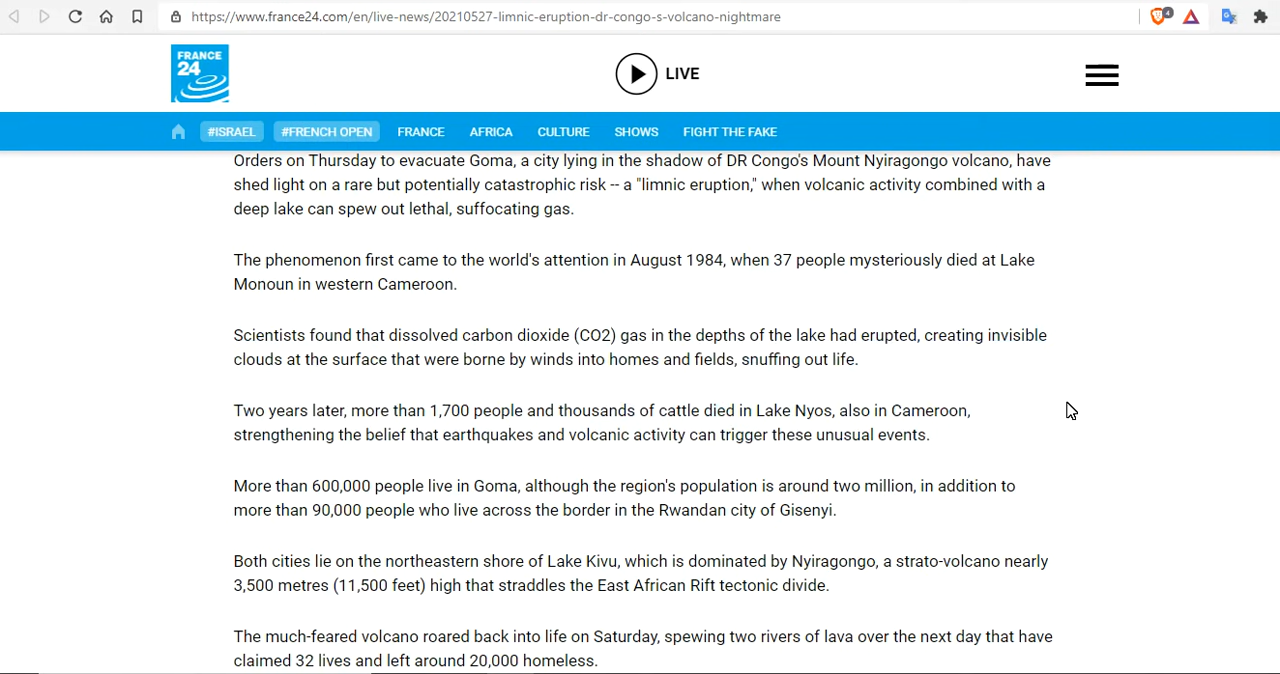 https://www.france24.com/en/live-news/20210527-limnic-eruption-dr-congo-s-volcano-nightmare
4
FRANCE
24
LIVE
#ISRAEL #FRENCH OPEN FRANCE AFRICA CULTURE SHOWS FIGHT THE FAKE
Orders on Thursday to evacuate Goma, a city lying in the shadow of DR Congo's Mount Nyiragongo volcano, have
shed light on a rare but potentially catastrophic risk -- a "limnic eruption," when volcanic activity combined with a
deep lake can spew out lethal, suffocating gas.
The phenomenon first came to the world's attention in August 1984, when 37 people mysteriously died at Lake
Monoun in western Cameroon.
Scientists found that dissolved carbon dioxide (CO2) gas in the depths of the lake had erupted, creating invisible
clouds at the surface that were borne by winds into homes and fields, snuffing out life.
Two years later, more than 1,700 people and thousands of cattle died in Lake Nyos, also in Cameroon,
strengthening the belief that earthquakes and volcanic activity can trigger these unusual events.
More than 600,000 people live in Goma, although the region's population is around two million, in addition to
more than 90,000 people who live across the border in the Rwandan city of Gisenyi.
Both cities lie on the northeastern shore of Lake Kivu, which is dominated by Nyiragongo, a strato-volcano nearly
3,500 metres (11,500 feet) high that straddles the East African Rift tectonic divide.
The much-feared volcano roared back into life on Saturday, spewing two rivers of lava over the next day that have
claimed 32 lives and left around 20,000 homeless.